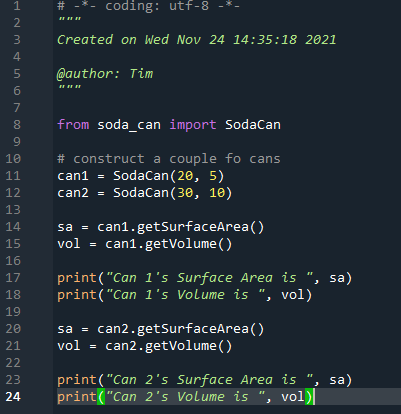 1 # -*- coding: utf-8 -*-
2 """
3 Created on Wed Nov 24 14:35:18 2021
4
5 @author: Tim
6 """
7
8 from soda_can import SodaCan
9
10 # construct a couple fo cans
11 can1 = SodaCan(20, 5)
12 can2 = SodaCan(30, 10)
13
14 sa = can1.getSurfaceArea()
15 vol = can1.getVolume()
16
17 print("Can 1's Surface Area is ", sa)
18 print("Can 1's Volume is ", vol)
19
20 sa = can2.getSurfaceArea()
21 vol = can2.getVolume()
22
23 print("Can 2's Surface Area is ", sa)
24 print("Can 2's Volume is ", vol)